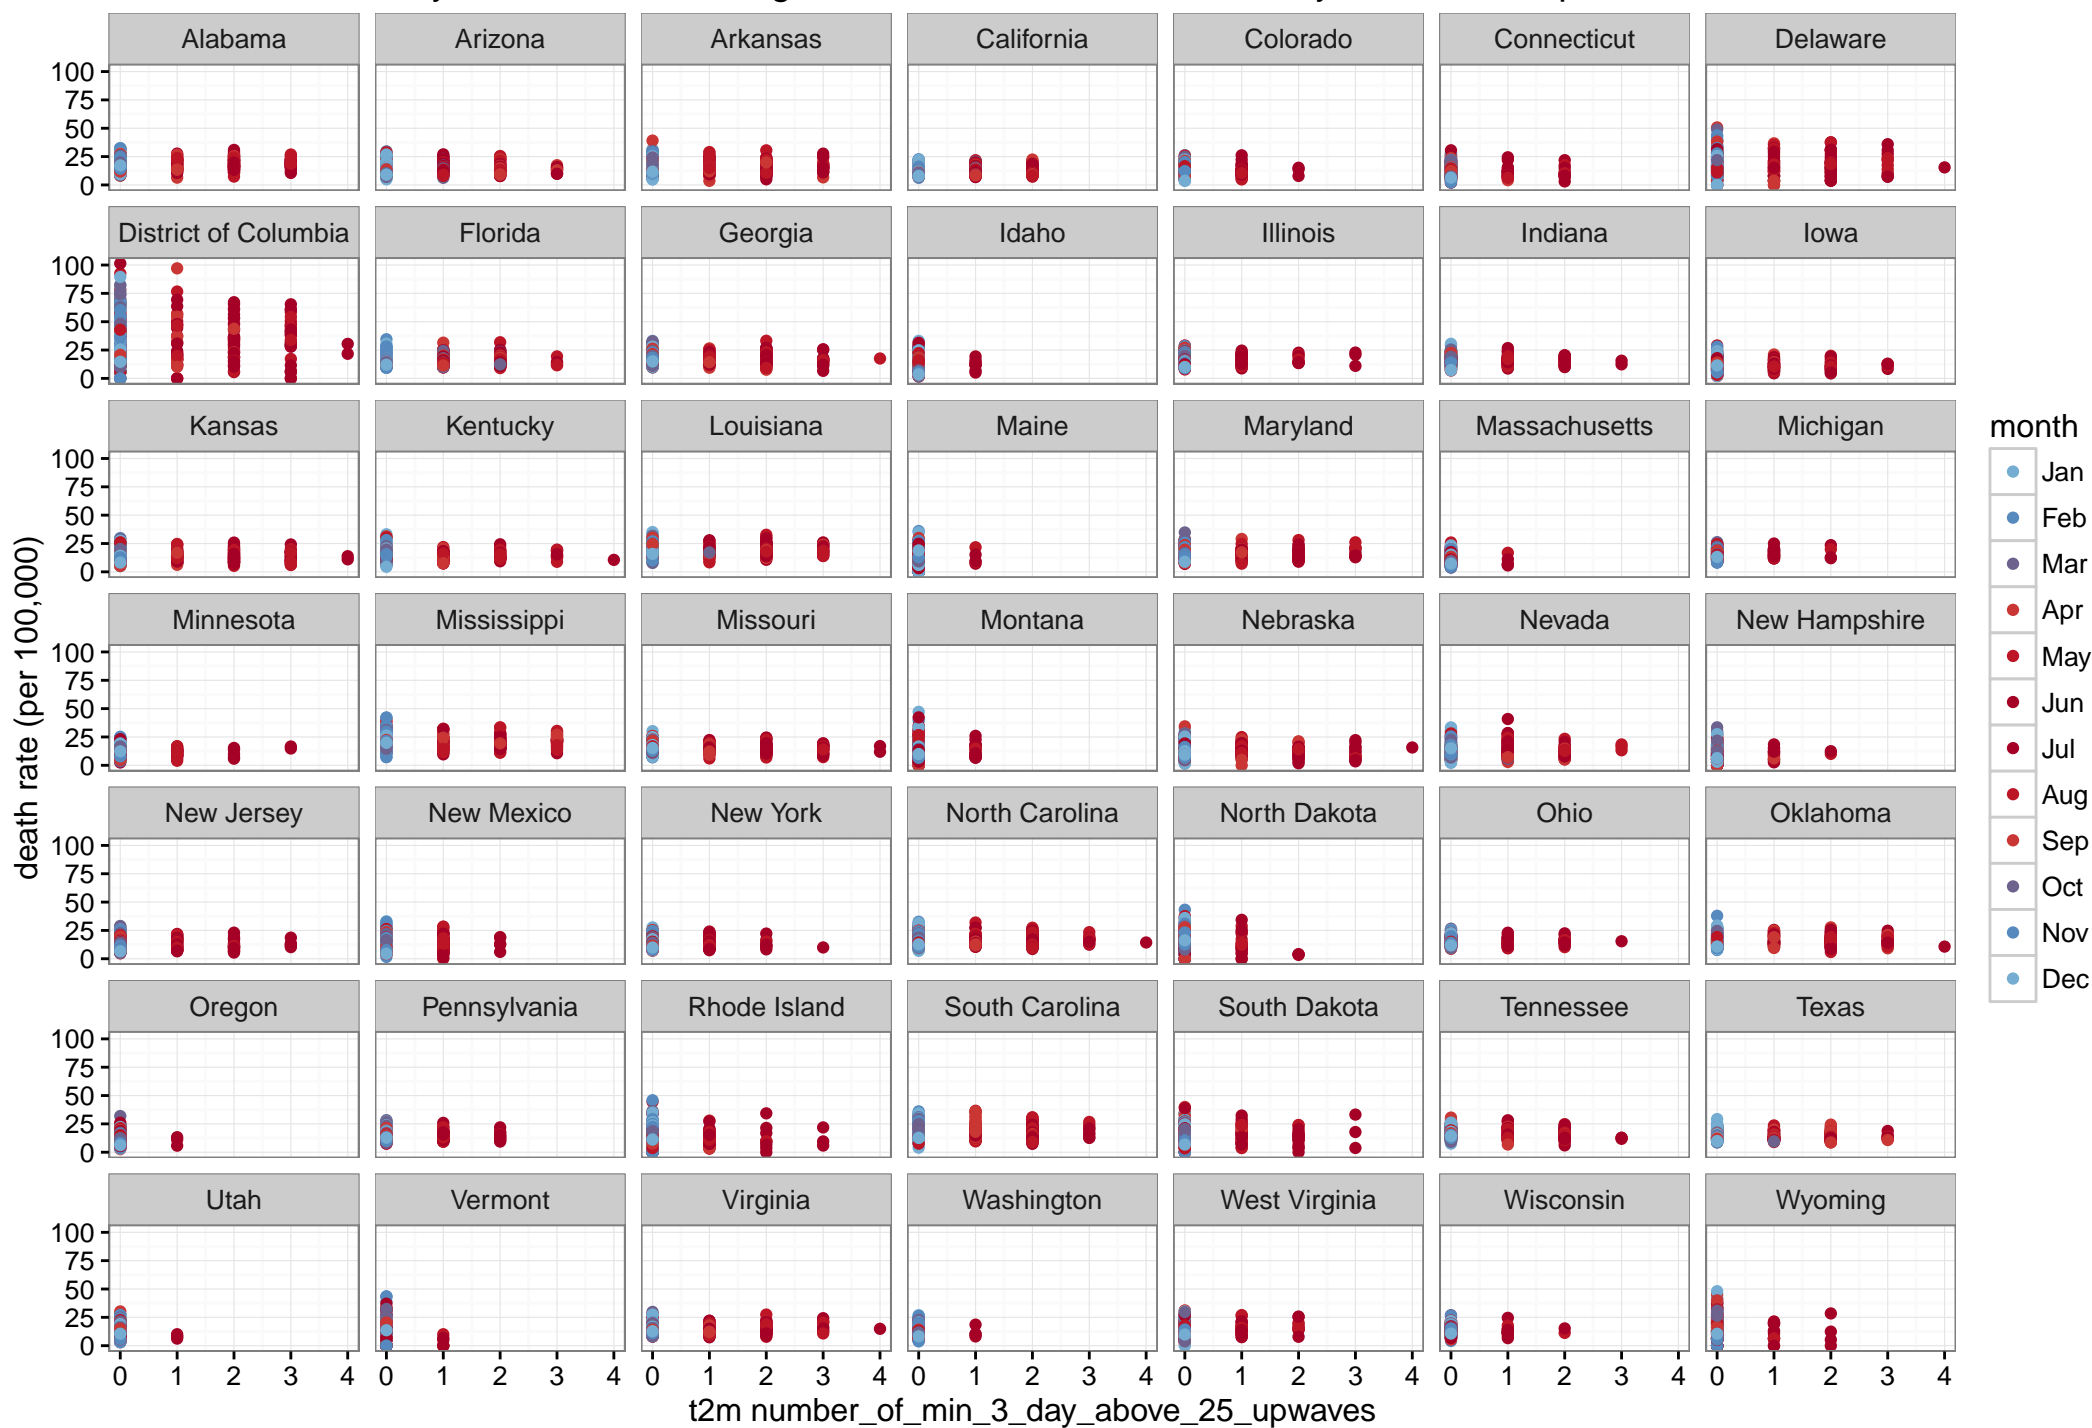 Alabama Arizona Arkansas California Colorado Connecticut Delaware
100
75
50
25
0
District of Columbia Florida Georgia Idaho Illinois Indiana Iowa
100
75
50
25
0
Kansas Kentucky Louisiana Maine Maryland Massachusetts Michigan
100
75
50
25
0
Minnesota Mississippi Missouri Montana Nebraska Nevada New Hampshire
100
75
50
25
0
New Jersey New Mexico New York North Carolina North Dakota Ohio Oklahoma
100
75
50
25
0
Oregon Pennsylvania Rhode Island South Carolina South Dakota Tennessee Texas
100
75
50
25
0
Utah Vermont Virginia Washington West Virginia Wisconsin Wyoming
100
75
50
25
0
0 1 2 3 4 0 1 2 3 4 0 1 2 3 4 0 1 2 3 4 0 1 2 3 4 0 1 2 3 4 0 1 2 3 4
t2m number_of_min_3_day_above_25_upwaves
death rate (per 100,000)
month
Jan
Feb
Mar
Apr
May
Jun
Jul
Aug
Sep
Oct
Nov
Dec